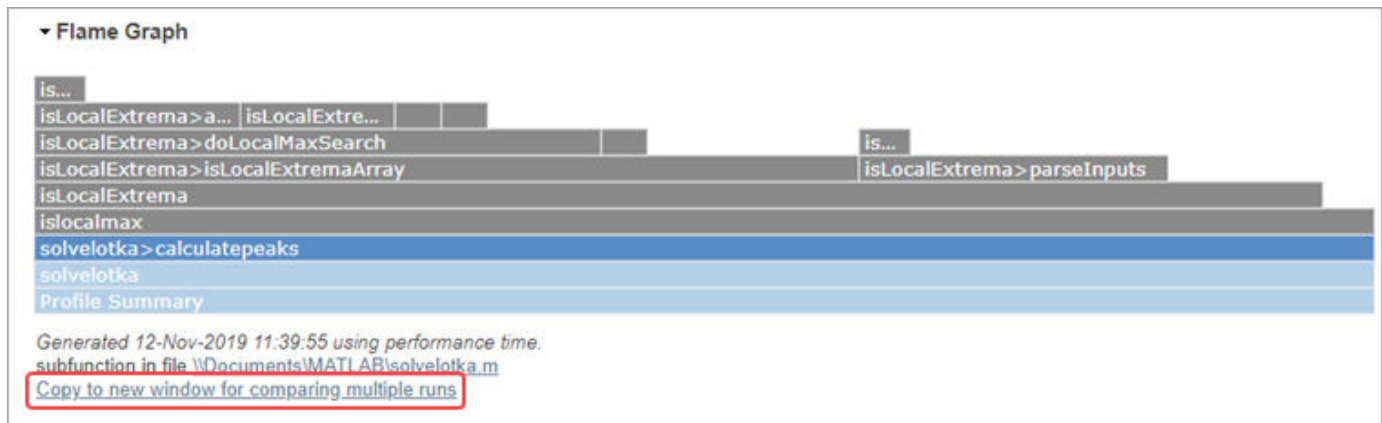 Flame Graph
is...
isLocalExtrema>a... isLocalExtre...
isLocalExtrema>doLocalMaxSearch is...
isLocalExtrema>isLocalExtremaArray isLocalExtrema>parseInputs
isLocalExtrema
islocalmax
solvelotka>calculatepeaks
solvelotka
Profile Summary
Generated 12-Nov-2019 11:39:55 using performance time.
subfunction in file \\Documents\MATLAB\solvelotka.m
Copy to new window for comparing multiple runs